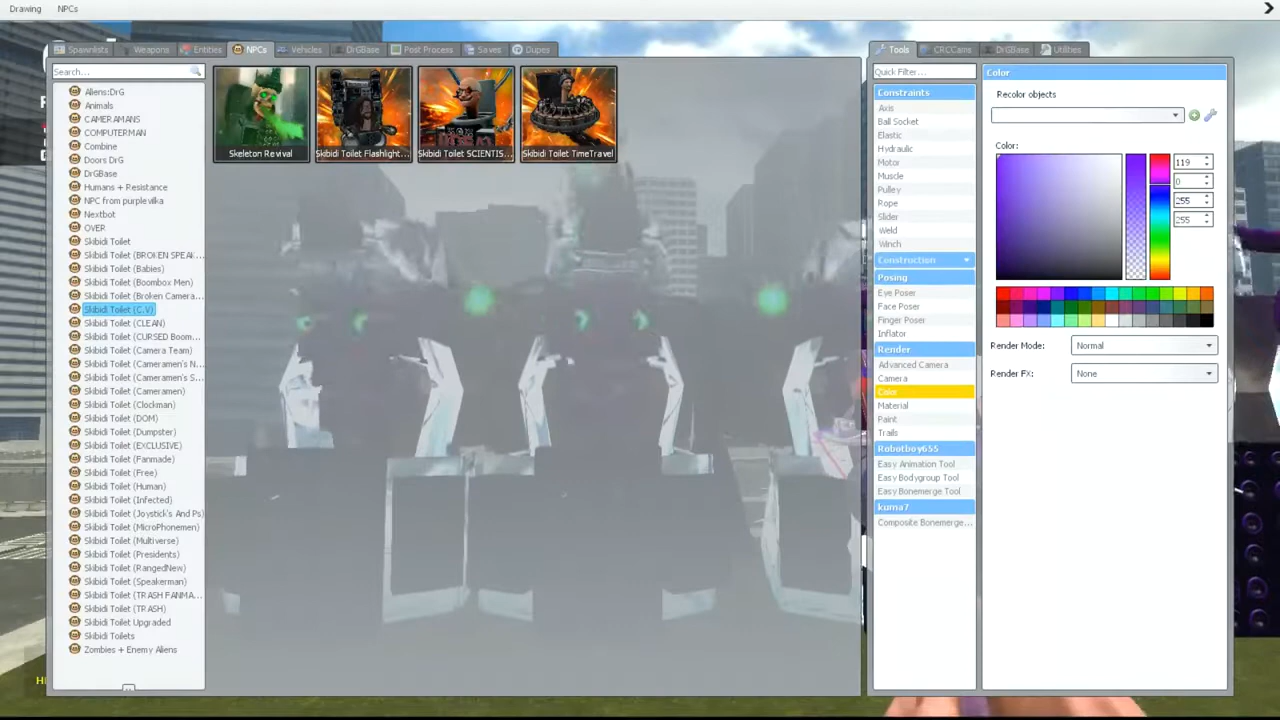 Drawing NPCs
Spawnlists Weapons Entities NPCs Vehicles DrGBase Post Process Saves Dupes
Search...
Aliens:DrG
Animals
CAMERAMANS
COMPUTERMAN
Combine
Doors DrG
DrGBase
Humans + Resistance
NPC from purplevilka
Nextbot
OVER
Skibidi Toilet
Skibidi Toilet (BROKEN SPEAK...
Skibidi Toilet (Babies)
Skibidi Toilet (Boombox Men)
Skibidi Toilet (Broken Camera...
Skibidi Toilet (C.V)
Skibidi Toilet (CLEAN)
Skibidi Toilet (CURSED Boom...
Skibidi Toilet (Camera Team)
Skibidi Toilet (Cameramen's N...
Skibidi Toilet (Cameramen's S...
Skibidi Toilet (Cameramen)
Skibidi Toilet (Clockman)
Skibidi Toilet (DOM)
Skibidi Toilet (Dumpster)
Skibidi Toilet (EXCLUSIVE)
Skibidi Toilet (Fanmade)
Skibidi Toilet (Free)
Skibidi Toilet (Human)
Skibidi Toilet (Infected)
Skibidi Toilet (Joystick's And Ps)
Skibidi Toilet (MicroPhonemen)
Skibidi Toilet (Multiverse)
Skibidi Toilet (Presidents)
Skibidi Toilet (RangedNew)
Skibidi Toilet (Speakerman)
Skibidi Toilet (TRASH FANMA...
Skibidi Toilet (TRASH)
Skibidi Toilet Upgraded
Skibidi Toilets
Zombies + Enemy Aliens
Skeleton Revival
Skibidi Toilet Flashlight...
Skibidi Toilet SCIENTIS...
Skibidi Toilet TimeTravel
Tools CRCCams DrGBase Utilities
Quick Filter...
Constraints
Axis
Ball Socket
Elastic
Hydraulic
Motor
Muscle
Pulley
Rope
Slider
Weld
Winch
Construction
Posing
Eye Poser
Face Poser
Finger Poser
Inflator
Render
Advanced Camera
Camera
Color
Material
Paint
Trails
Robotboy655
Easy Animation Tool
Easy Bodygroup Tool
Easy Bonemerge Tool
kuma7
Composite Bonemerge...
Color
Recolor objects
Color:
119
0
255
255
Render Mode: Normal
Render FX: None